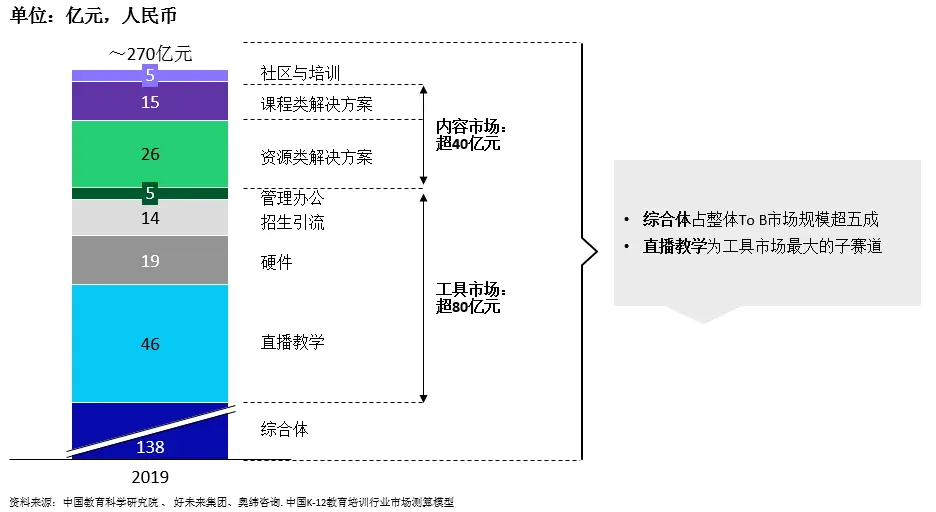 单位：亿元，人民币
～270亿元
5
社区与培训
15
课程类解决方案
26
资源类解决方案
5
管理办公
14
招生引流
19
硬件
46
直播教学
138
综合体
2019
内容市场：
超40亿元
工具市场：
超80亿元
• 综合体占整体To B市场规模超五成
• 直播教学为工具市场最大的子赛道
资料来源：中国教育科学研究院 、 好未来集团、奥纬咨询. 中国K-12教育培训行业市场测算模型